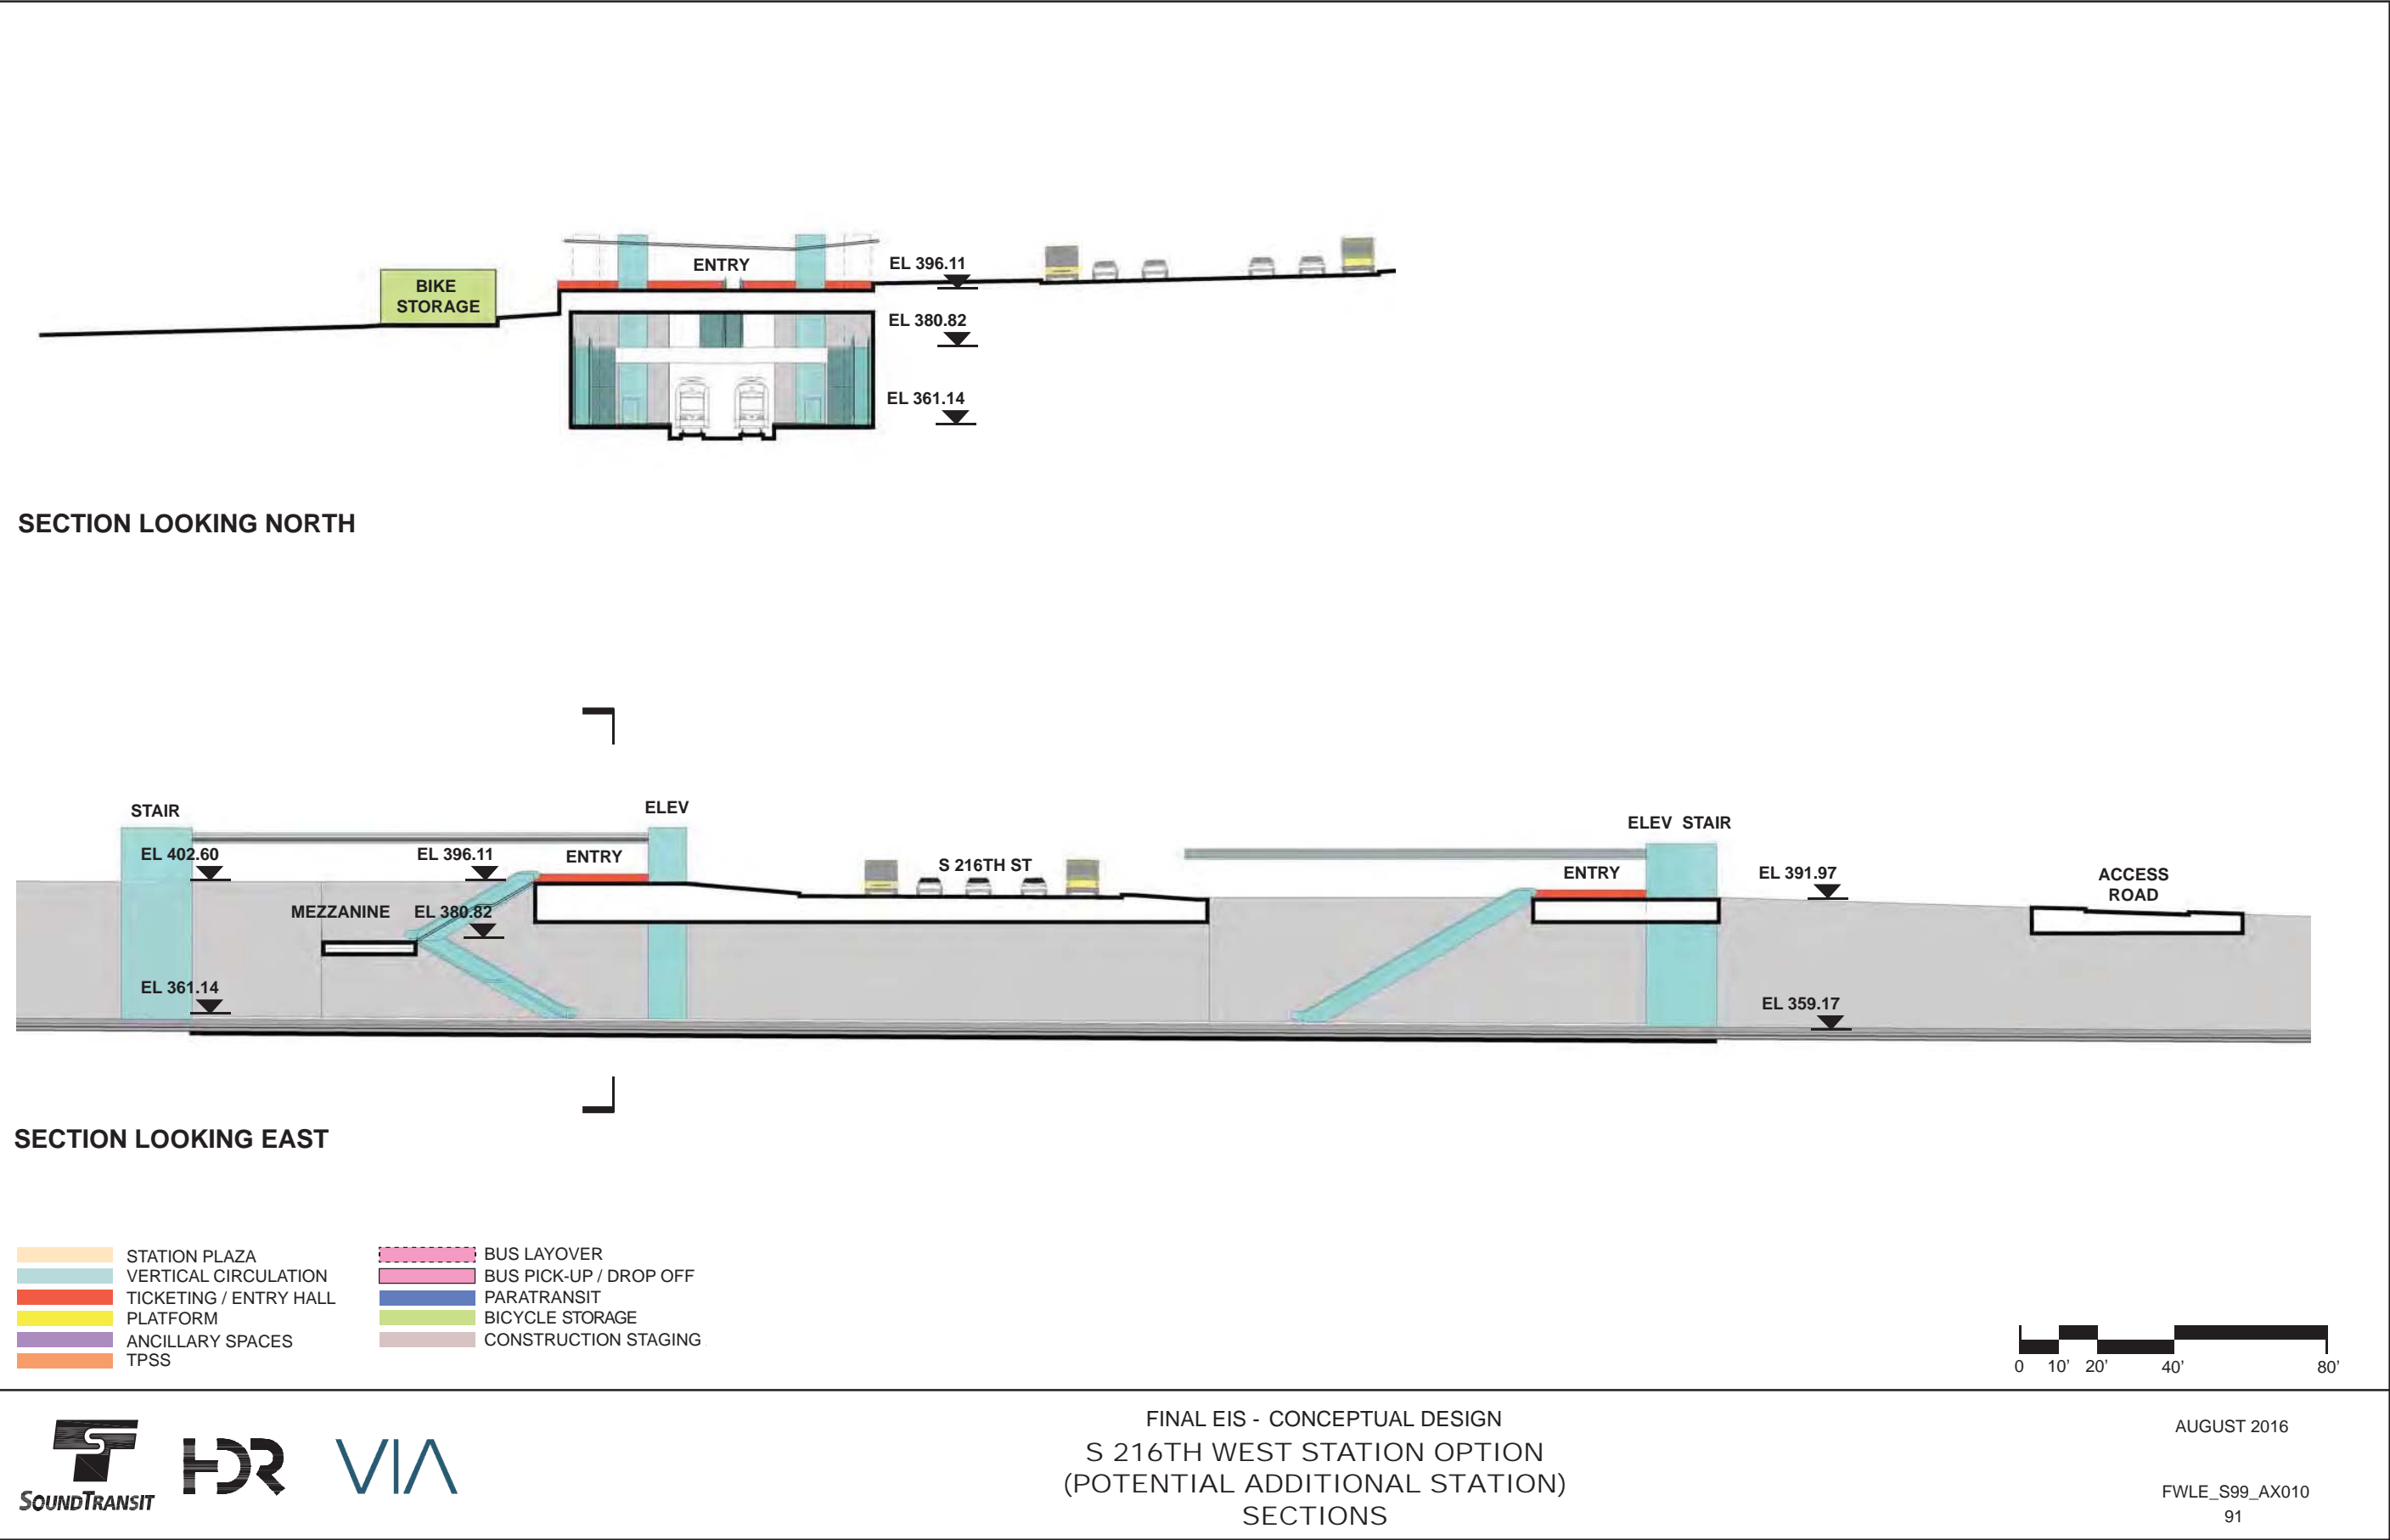 ENTRY
EL 396.11
BIKE
STORAGE
EL 380.82
EL 361.14
SECTION LOOKING NORTH
STAIR
ELEV
ELEV STAIR
EL 402.60
EL 396.11
ENTRY
S 216TH ST
ENTRY
EL 391.97
ACCESS
ROAD
MEZZANINE
EL 380.82
EL 361.14
EL 359.17
SECTION LOOKING EAST
STATION PLAZA
VERTICAL CIRCULATION
TICKETING / ENTRY HALL
PLATFORM
ANCILLARY SPACES
TPSS
BUS LAYOVER
BUS PICK-UP / DROP OFF
PARATRANSIT
BICYCLE STORAGE
CONSTRUCTION STAGING
0 10' 20' 40' 80'
SOUNDTRANSIT
HDR
VIA
FINAL EIS - CONCEPTUAL DESIGN
S 216TH WEST STATION OPTION
(POTENTIAL ADDITIONAL STATION)
SECTIONS
AUGUST 2016
FWLE_S99_AX010
91